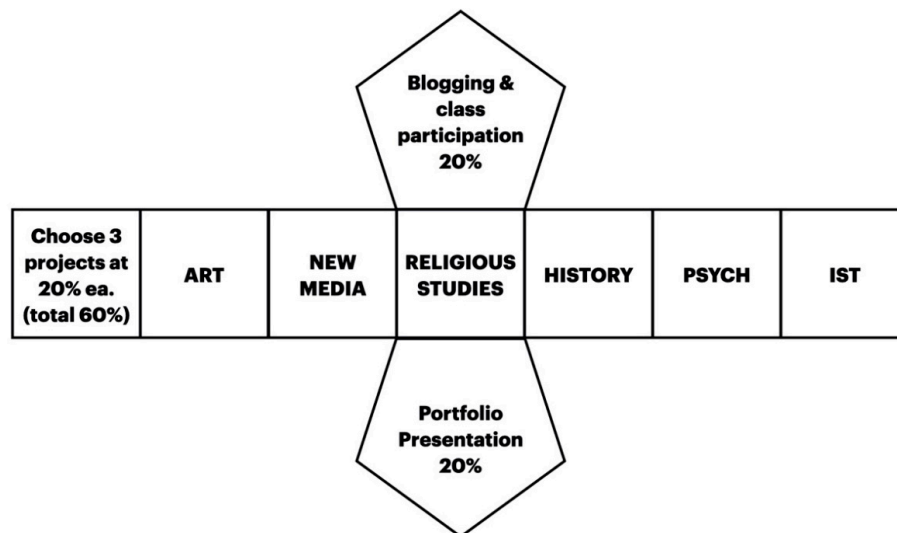 Blogging &
class
participation
20%
Choose 3
projects at
20% ea.
(total 60%)
ART
NEW
MEDIA
RELIGIOUS
STUDIES
HISTORY
PSYCH
IST
Portfolio
Presentation
20%